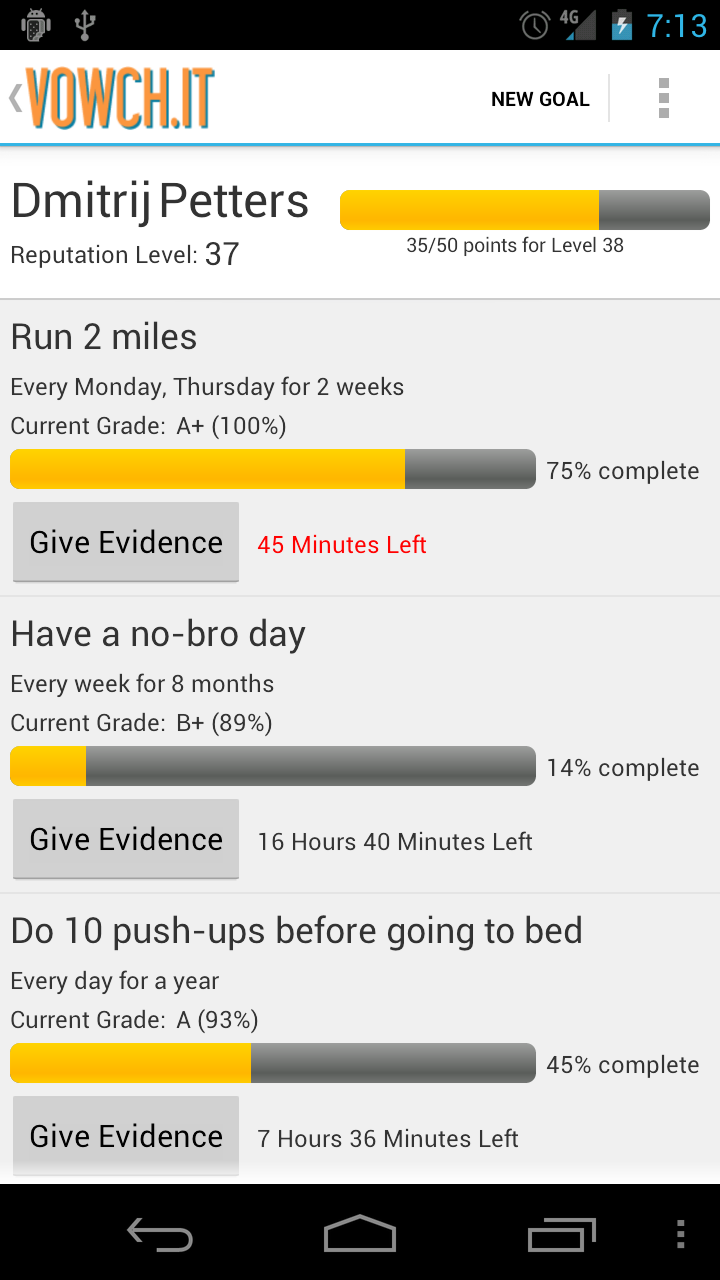 4G 7:13
VOWCH.IT NEW GOAL
Dmitrij Petters
Reputation Level: 37
35/50 points for Level 38
Run 2 miles
Every Monday, Thursday for 2 weeks
Current Grade: A+ (100%)
75% complete
Give Evidence 45 Minutes Left
Have a no-bro day
Every week for 8 months
Current Grade: B+ (89%)
14% complete
Give Evidence 16 Hours 40 Minutes Left
Do 10 push-ups before going to bed
Every day for a year
Current Grade: A (93%)
45% complete
Give Evidence 7 Hours 36 Minutes Left